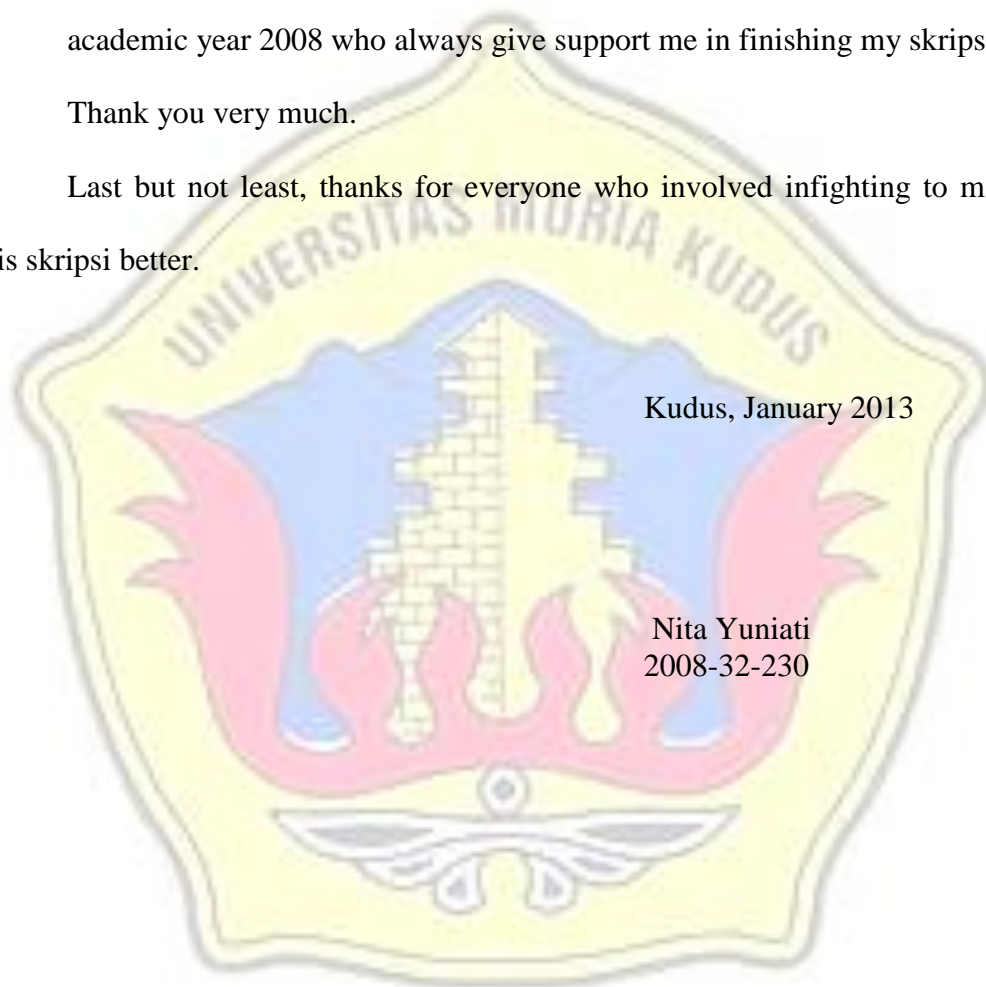 academic year 2008 who always give support me in finishing my skripsi
Thank you very much.
Last but not least, thanks for everyone who involved infighting to m
is skripsi better.
UNIVERSITAS MURIA KUDUS
Kudus, January 2013
Nita Yuniati
2008-32-230